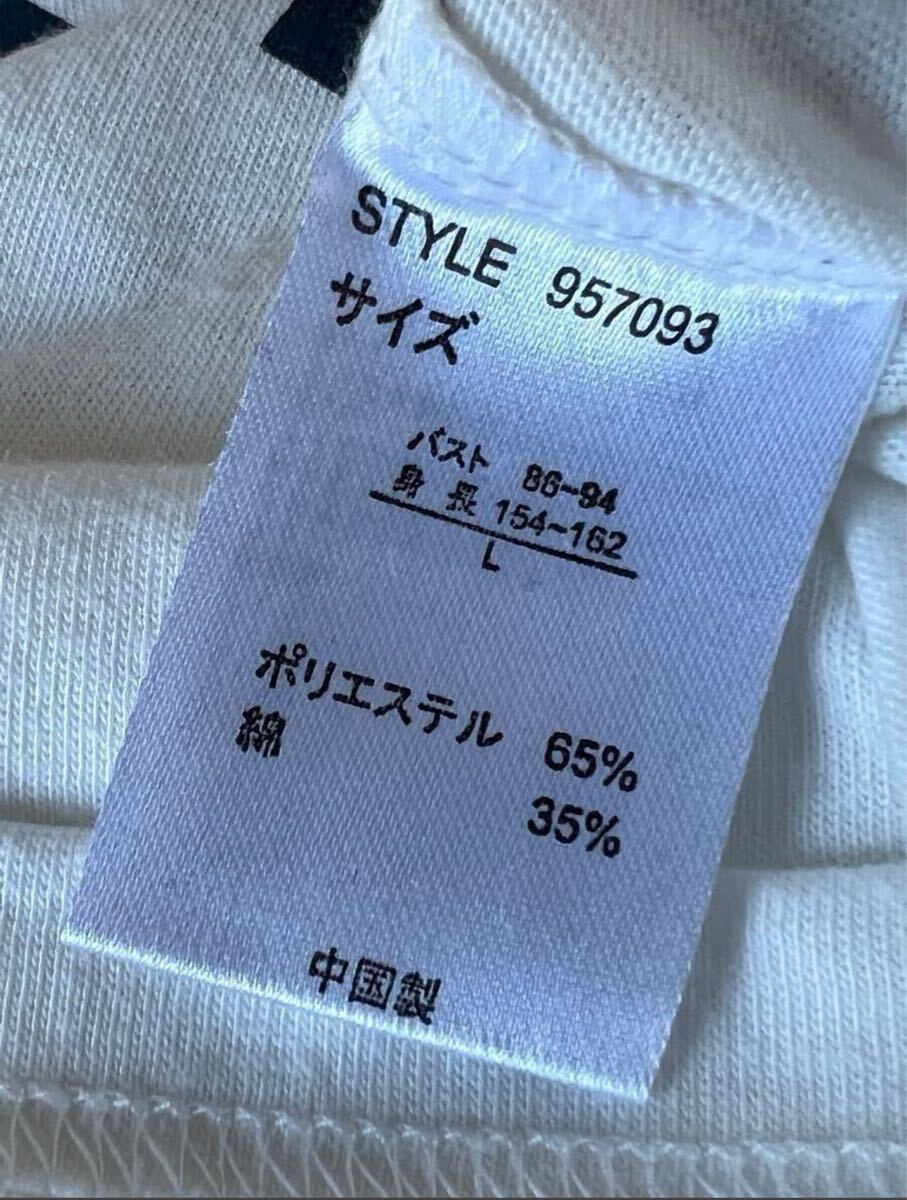 STYLE 957093
サイズ
バスト 86~94
身長 154~162
L
ポリエステル 65%
綿 35%
中国製